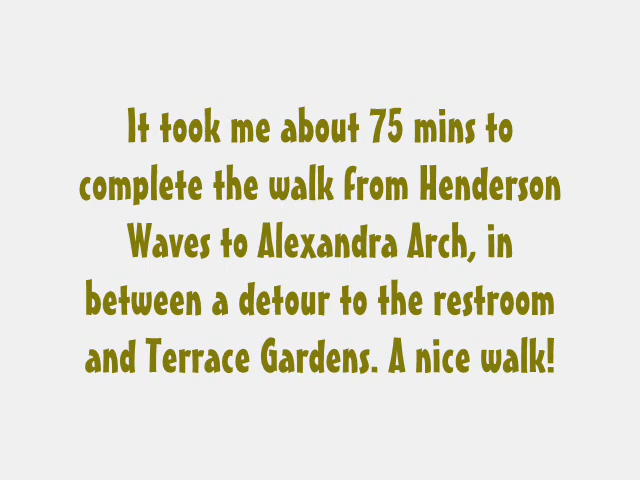 It took me about 75 mins to
complete the walk from Henderson
Waves to Alexandra Arch, in
between a detour to the restroom
and Terrace Gardens. A nice walk!